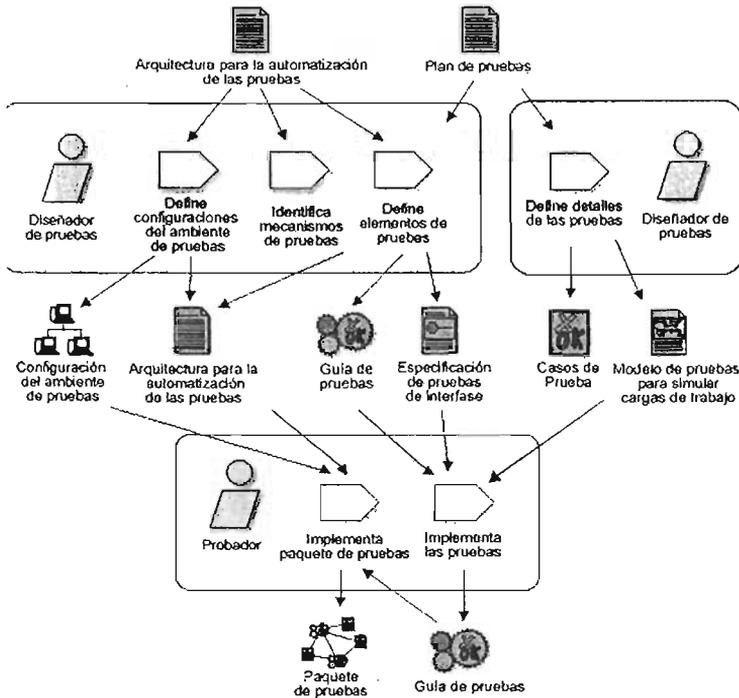 Arquitectura para la automatización
de las pruebas
Plan de pruebas
Diseñador
de pruebas
Define
configuraciones
del ambiente
de pruebas
Identifica
mecanismos
de pruebas
Define
elementos de
pruebas
Define detalles
de las pruebas
Diseñador de
pruebas
Configuración
del ambiente
de pruebas
Arquitectura para la
automatización
de las pruebas
Guía de
pruebas
Especificación
de pruebas
de interfase
Casos de
Prueba
Modelo de pruebas
para simular
cargas de trabajo
OK
OK
Probador
Implementa
paquete de pruebas
Implementa
las pruebas
Paquete
de pruebas
Guía de pruebas
OK